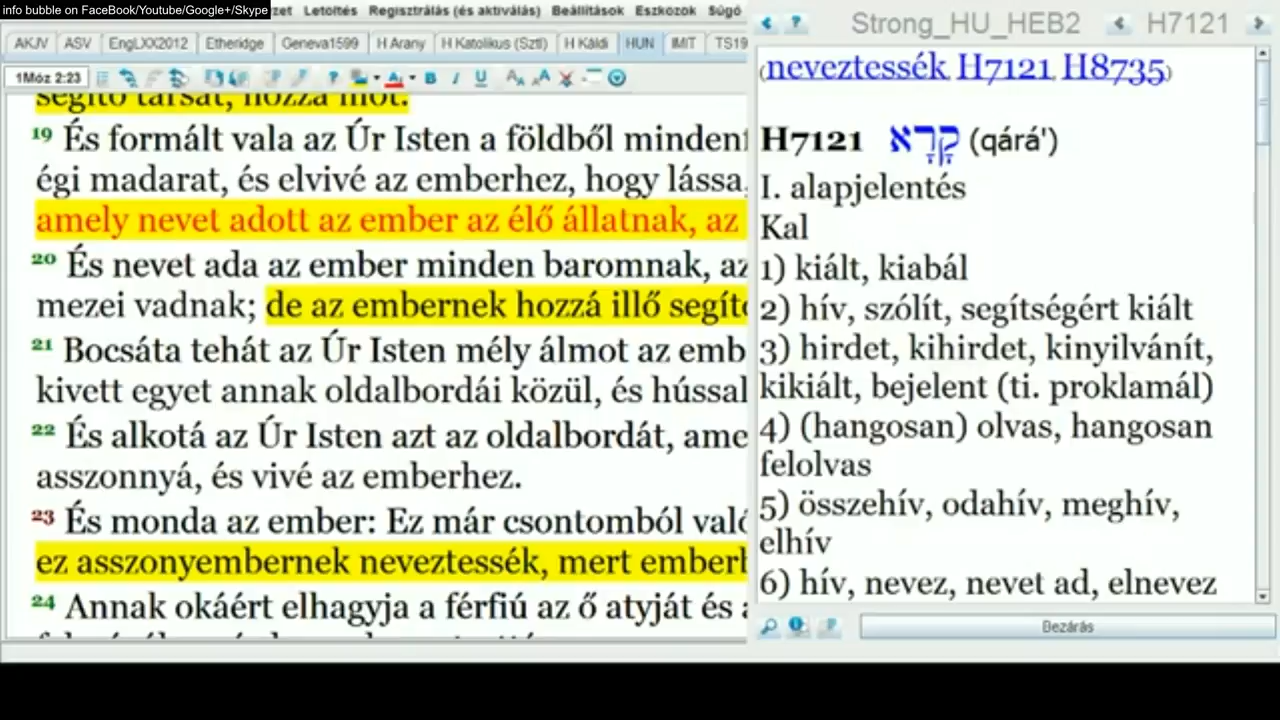 info bubble on FaceBook/Youtube/Google+/Skype
Letöltés Regisztrálás (és aktiválás) Beállítások Eszközök Súgó
AKJV ASV EngLXX2012 Etheridge Geneva1599 H Arany H Katolikus (SztI) H Káldi HUN IMIT TS19
1Móz 2:23
segítő társat, hozzá illőt.
19 És formált vala az Úr Isten a földből minden
égi madarat, és elvivé az emberhez, hogy lássa,
amely nevet adott az ember az élő állatnak, az
20 És nevet ada az ember minden baromnak, az
mezei vadnak; de az embernek hozzá illő segítő
21 Bocsáta tehát az Úr Isten mély álmot az emb
kivett egyet annak oldalbordái közül, és hússal
22 És alkotá az Úr Isten azt az oldalbordát, ame
asszonnyá, és vivé az emberhez.
23 És monda az ember: Ez már csontomból való
ez asszonyembernek neveztessék, mert emberb
24 Annak okáért elhagyja a férfiú az ő atyját és a
Strong_HU_HEB2 H7121
(neveztessék H7121 H8735)
H7121 קָרָא (qárá')
I. alapjelentés
Kal
1) kiált, kiabál
2) hív, szólít, segítségért kiált
3) hirdet, kihirdet, kinyilvánít,
kikiált, bejelent (ti. proklamál)
4) (hangosan) olvas, hangosan
felolvas
5) összehív, odahív, meghív,
elhív
6) hív, nevez, nevet ad, elnevez
Bezárás